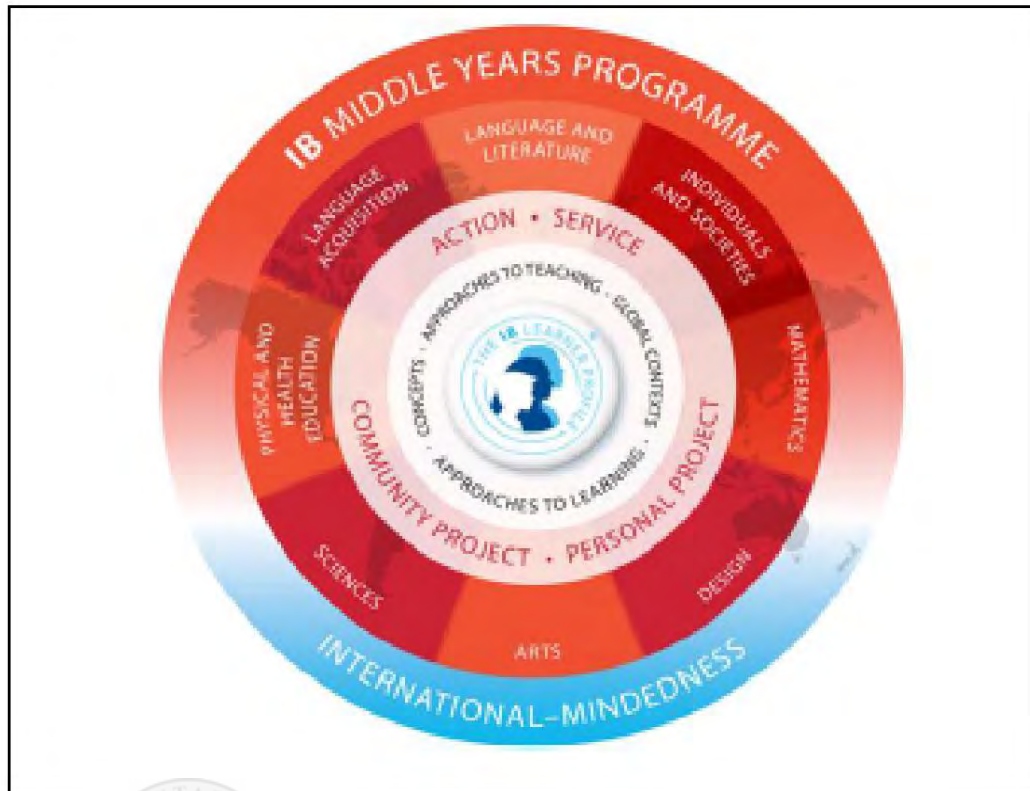 IB MIDDLE YEARS PROGRAMME
LANGUAGE AND
LITERATURE
LANGUAGE
ACQUISITION
INDIVIDUALS
AND SOCIETIES
PHYSICAL AND
HEALTH
EDUCATION
MATHEMATICS
SCIENCES
DESIGN
ARTS
ACTION • SERVICE
COMMUNITY PROJECT • PERSONAL PROJECT
APPROACHES TO TEACHING · GLOBAL CONTEXTS ·
APPROACHES TO LEARNING · CONCEPTS ·
THE IB LEARNER PROFILE
®
INTERNATIONAL–MINDEDNESS